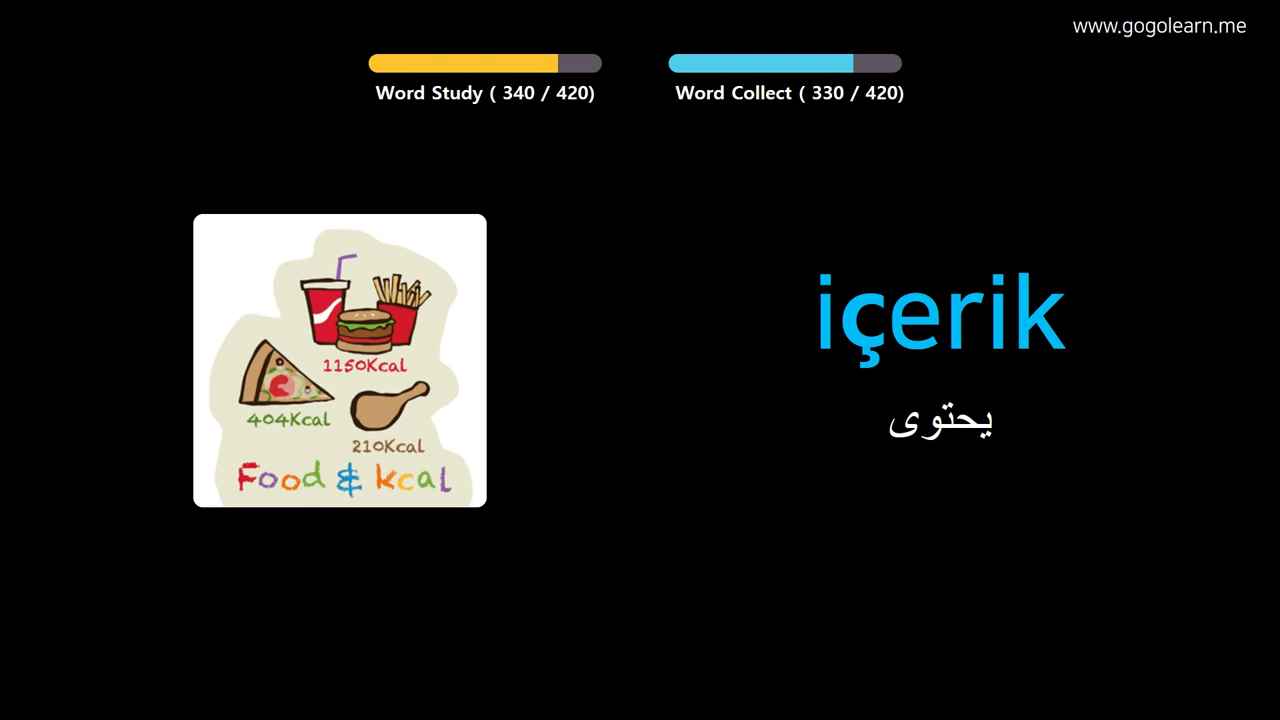 www.gogolearn.me
Word Study ( 340 / 420)
Word Collect ( 330 / 420)
1150Kcal
404Kcal
210Kcal
Food & kcal
içerik
يحتوى